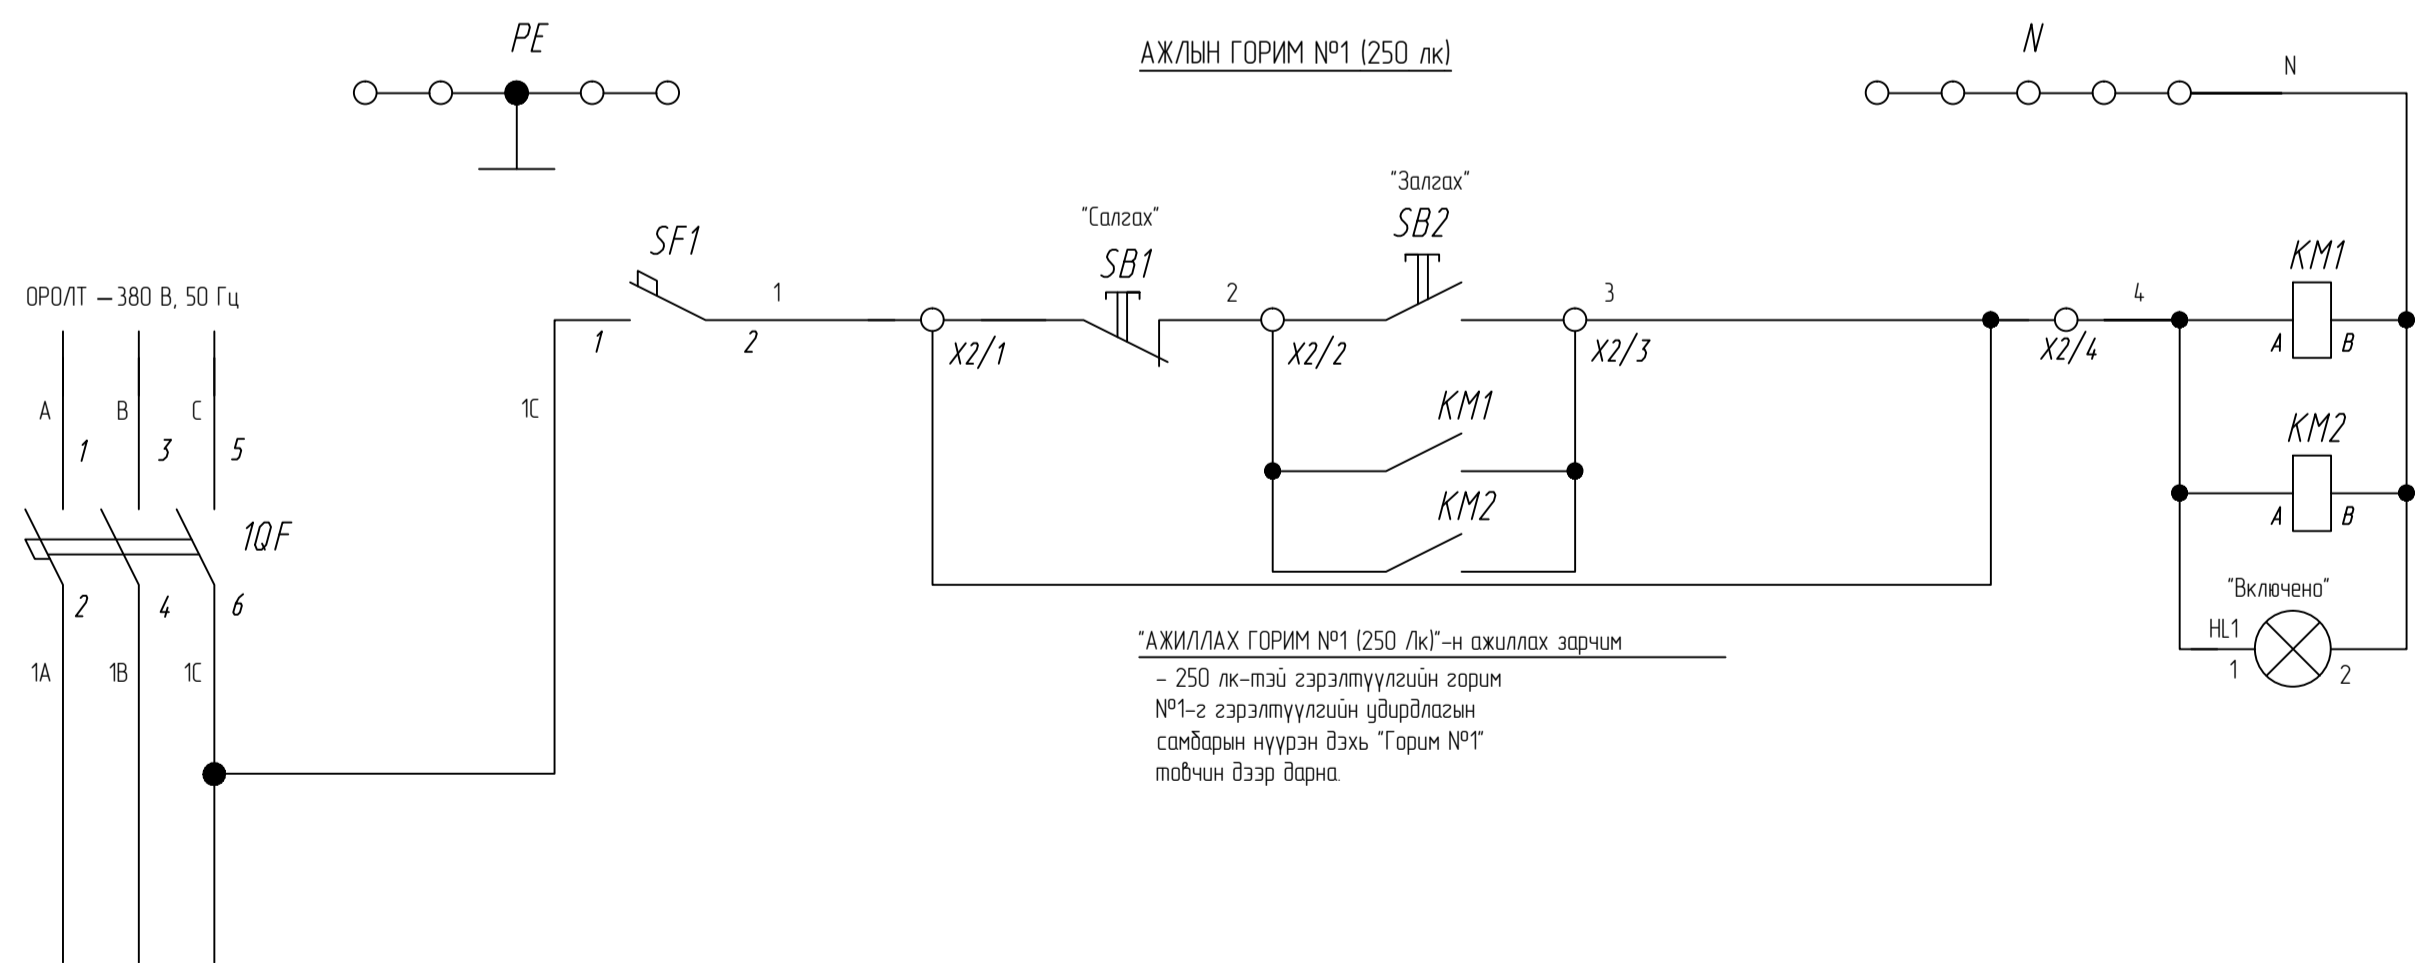 PE
АЖЛЫН ГОРИМ №1 (250 лк)
N
N
"Залгах"
SB2
"Салгах"
SB1
SF1
KM1
ОРОЛТ —380 В, 50 Гц
1
2
3
4
1
2
X2/1
X2/2
X2/3
X2/4
A
B
A
B
C
1C
KM1
KM2
1
3
5
KM2
A
B
1QF
2
4
6
"Включено"
HL1
1
2
1A
1B
1C
"АЖИЛЛАХ ГОРИМ №1 (250 Лк)"-н ажиллах зарчим
- 250 лк-тэй гэрэлтүүлгийн горим
№1-г гэрэлтүүлгийн удирдлагын
самбарын нүүрэн дэхь "Горим №1"
товчин дээр дарна.